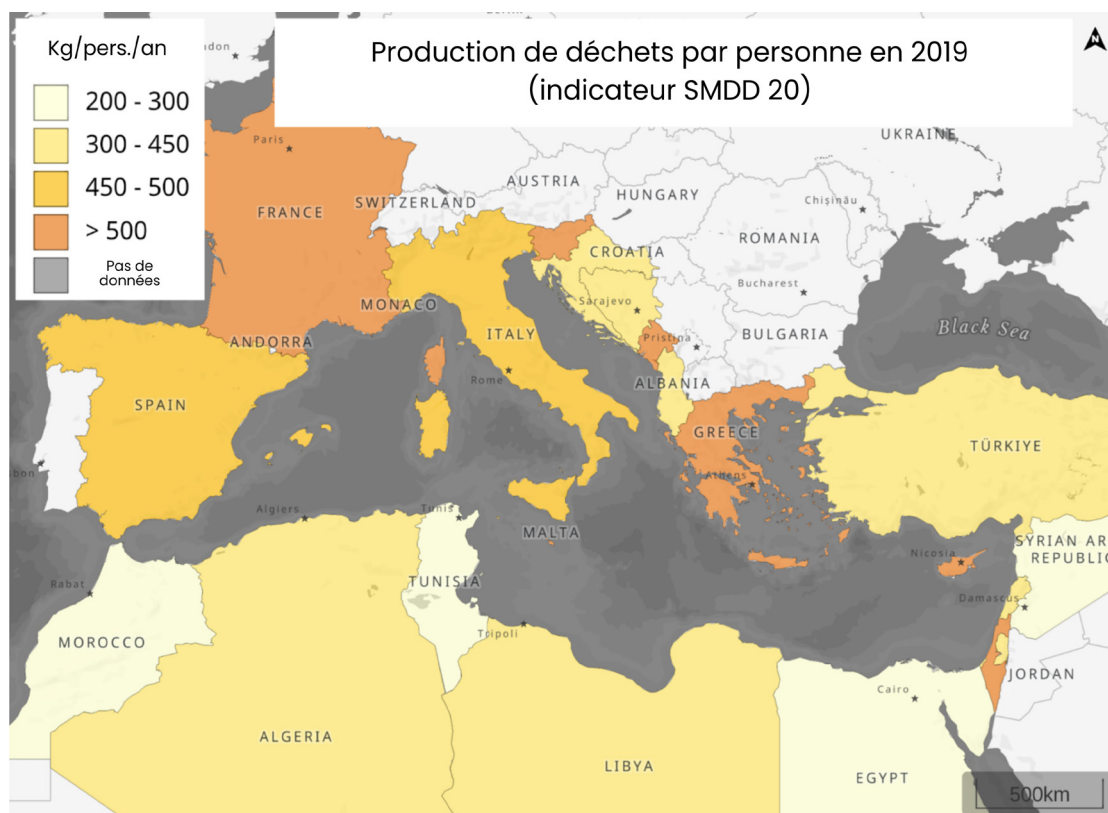 Kg/pers./an
200 - 300
300 - 450
450 - 500
> 500
Pas de
données
Production de déchets par personne en 2019
(indicateur SMDD 20)
N
UKRAINE
Paris
AUSTRIA
HUNGARY
SWITZERLAND
Chișinău
FRANCE
ROMANIA
CROATIA
Bucharest
Sarajevo
MONACO
Black Sea
ITALY
BULGARIA
Pristina
ANDORRA
Rome
ALBANIA
SPAIN
GREECE
TÜRKIYE
Athens
Algiers
Tunis
MALTA
SYRIAN AR
REPUBLIC
Nicosia
Rabat
TUNISIA
Damascus
Tripoli
MOROCCO
JORDAN
Cairo
ALGERIA
LIBYA
EGYPT
500km